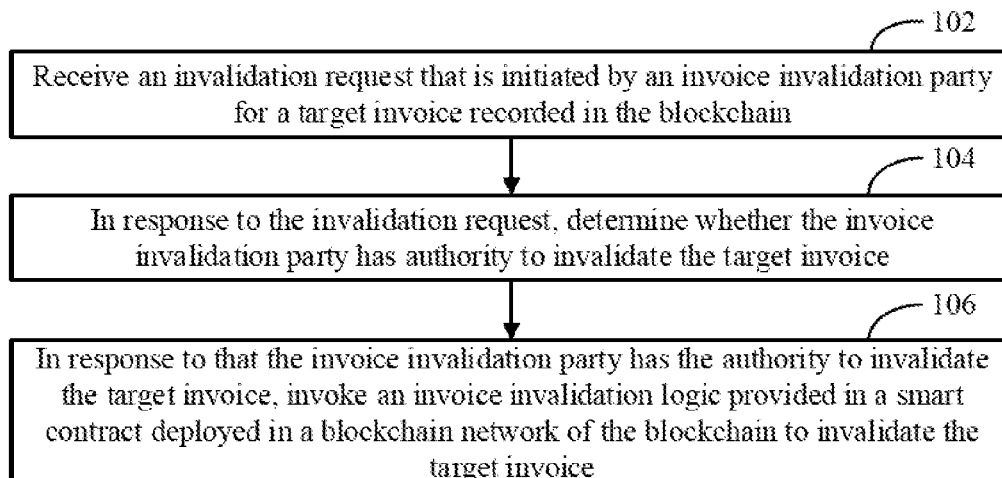 102
Receive an invalidation request that is initiated by an invoice invalidation party
for a target invoice recorded in the blockchain
104
In response to the invalidation request, determine whether the invoice
invalidation party has authority to invalidate the target invoice
106
In response to that the invoice invalidation party has the authority to invalidate
the target invoice, invoke an invoice invalidation logic provided in a smart
contract deployed in a blockchain network of the blockchain to invalidate the
target invoice